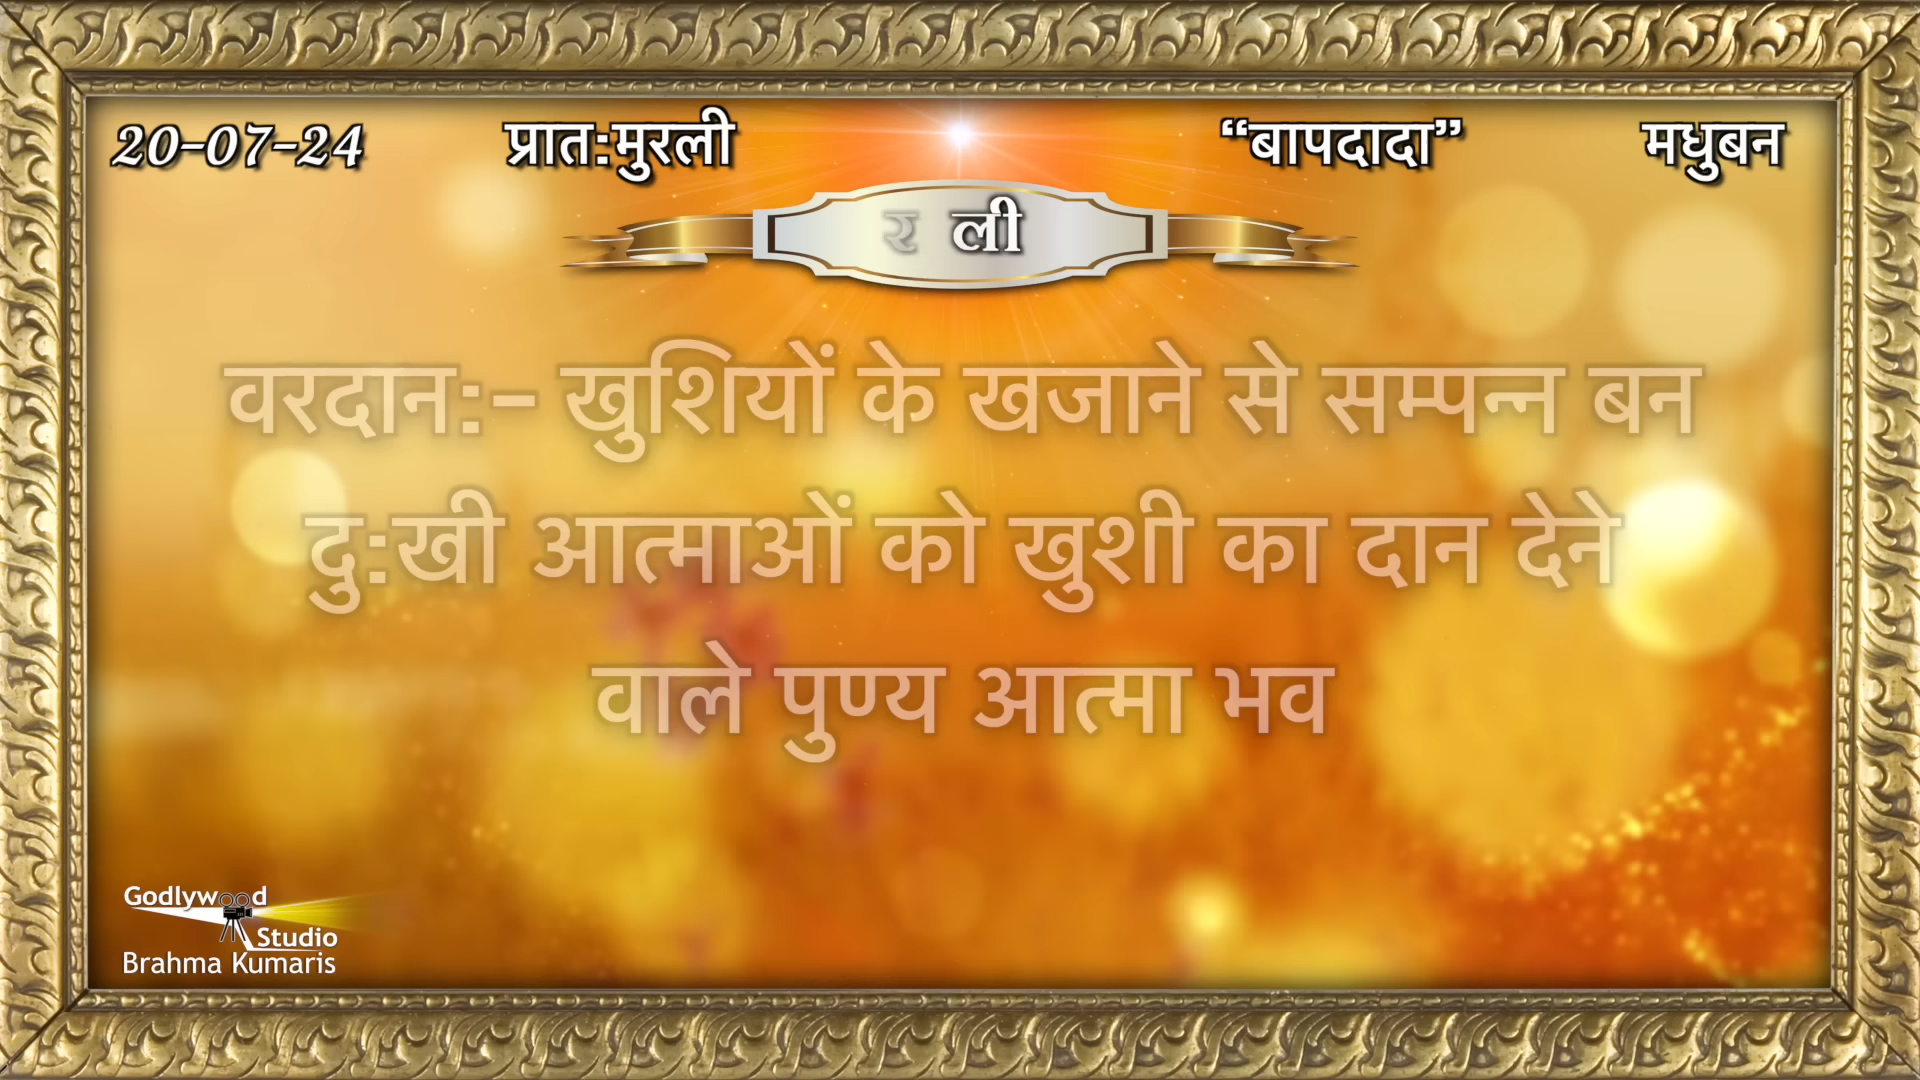 20-07-24 प्रात:मुरली “बापदादा” मधुबन
र ली
वरदान:- खुशियों के खजाने से सम्पन्न बन
दु:खी आत्माओं को खुशी का दान देने
वाले पुण्य आत्मा भव
Godlywood
Studio
Brahma Kumaris